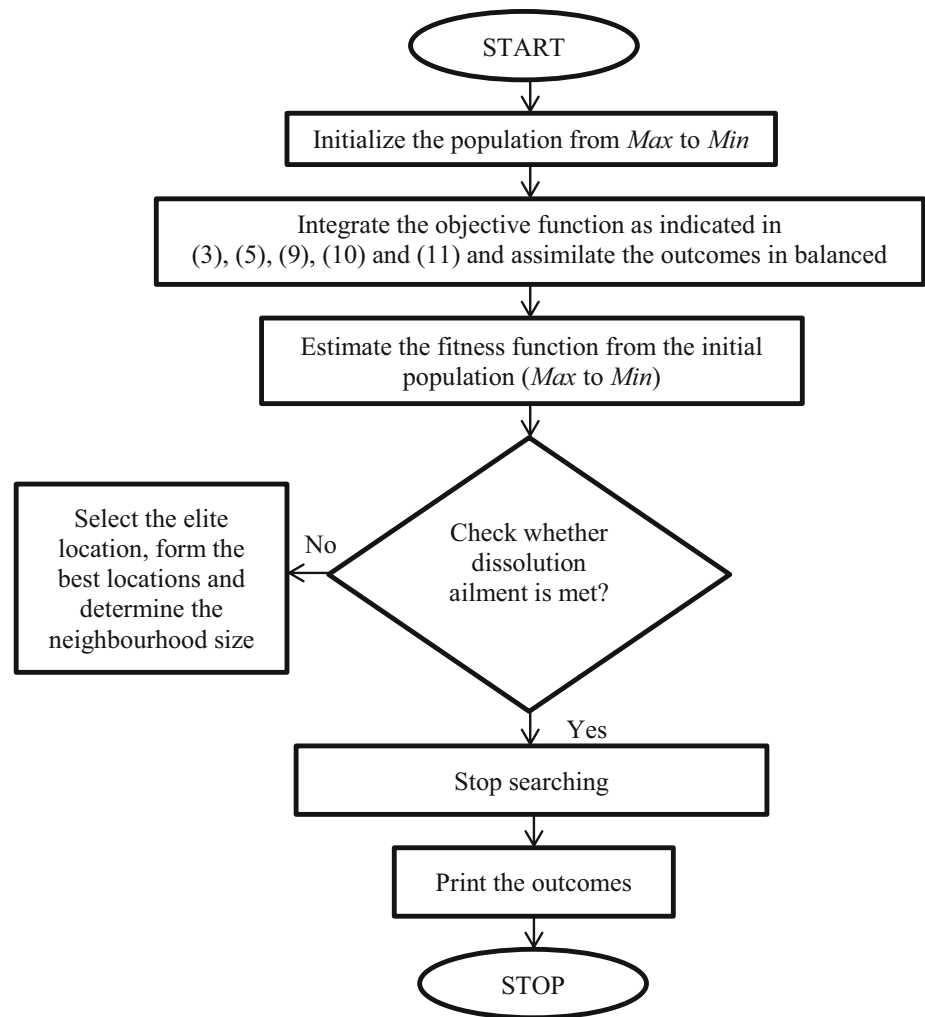 START
Initialize the population from Max to Min
Integrate the objective function as indicated in
(3), (5), (9), (10) and (11) and assimilate the outcomes in balanced
Estimate the fitness function from the initial
population (Max to Min)
Check whether
dissolution
ailment is met?
No
Select the elite
location, form the
best locations and
determine the
neighbourhood size
Yes
Stop searching
Print the outcomes
STOP